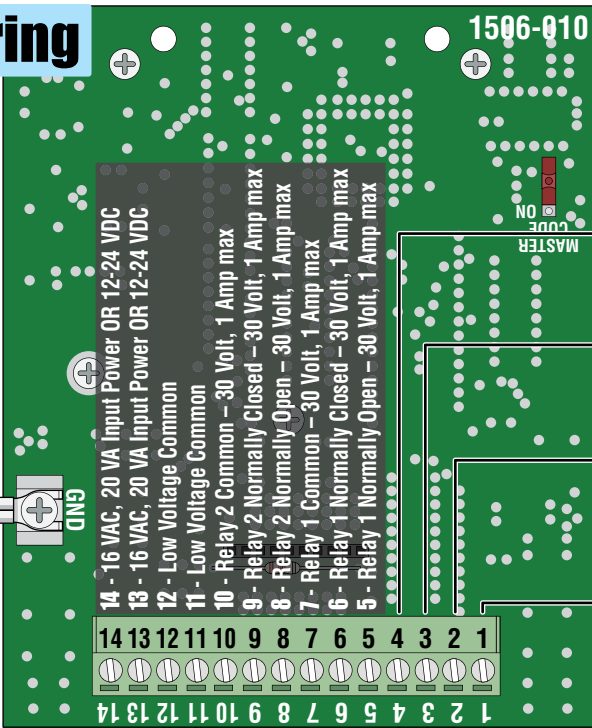 ring
1506-010
ON
CODE
MASTER
14 - 16 VAC, 20 VA Input Power OR 12-24 VDC
13 - 16 VAC, 20 VA Input Power OR 12-24 VDC
12 - Low Voltage Common
11 - Low Voltage Common
10 - Relay 2 Common – 30 Volt, 1 Amp max
9 - Relay 2 Normally Closed – 30 Volt, 1 Amp max
8 - Relay 2 Normally Open – 30 Volt, 1 Amp max
7 - Relay 1 Common – 30 Volt, 1 Amp max
6 - Relay 1 Normally Closed – 30 Volt, 1 Amp max
5 - Relay 1 Normally Open – 30 Volt, 1 Amp max
GND
14 13 12 11 10 9 8 7 6 5 4 3 2 1
14 13 12 11 10 9 8 7 6 5 4 3 2 1